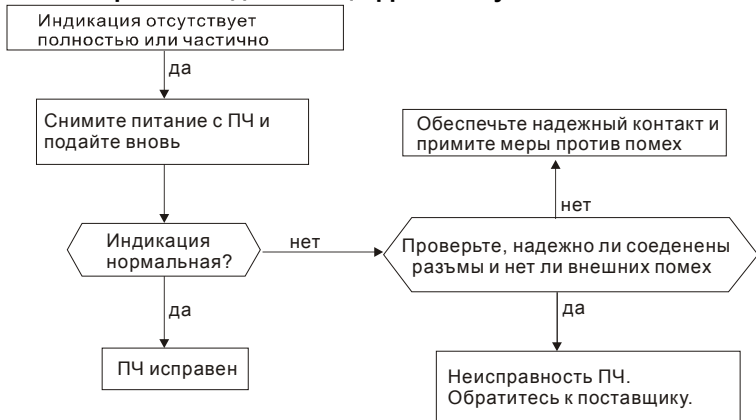 Индикация отсутствует
полностью или частично
да
Снимите питание с ПЧ и
подайте вновь
Обеспечьте надежный контакт и
примите меры против помех
нет
Индикация
нормальная?
нет
Проверьте, надежно ли соеденены
разъмы и нет ли внешних помех
да
да
ПЧ исправен
Неисправность ПЧ.
Обратитесь к поставщику.